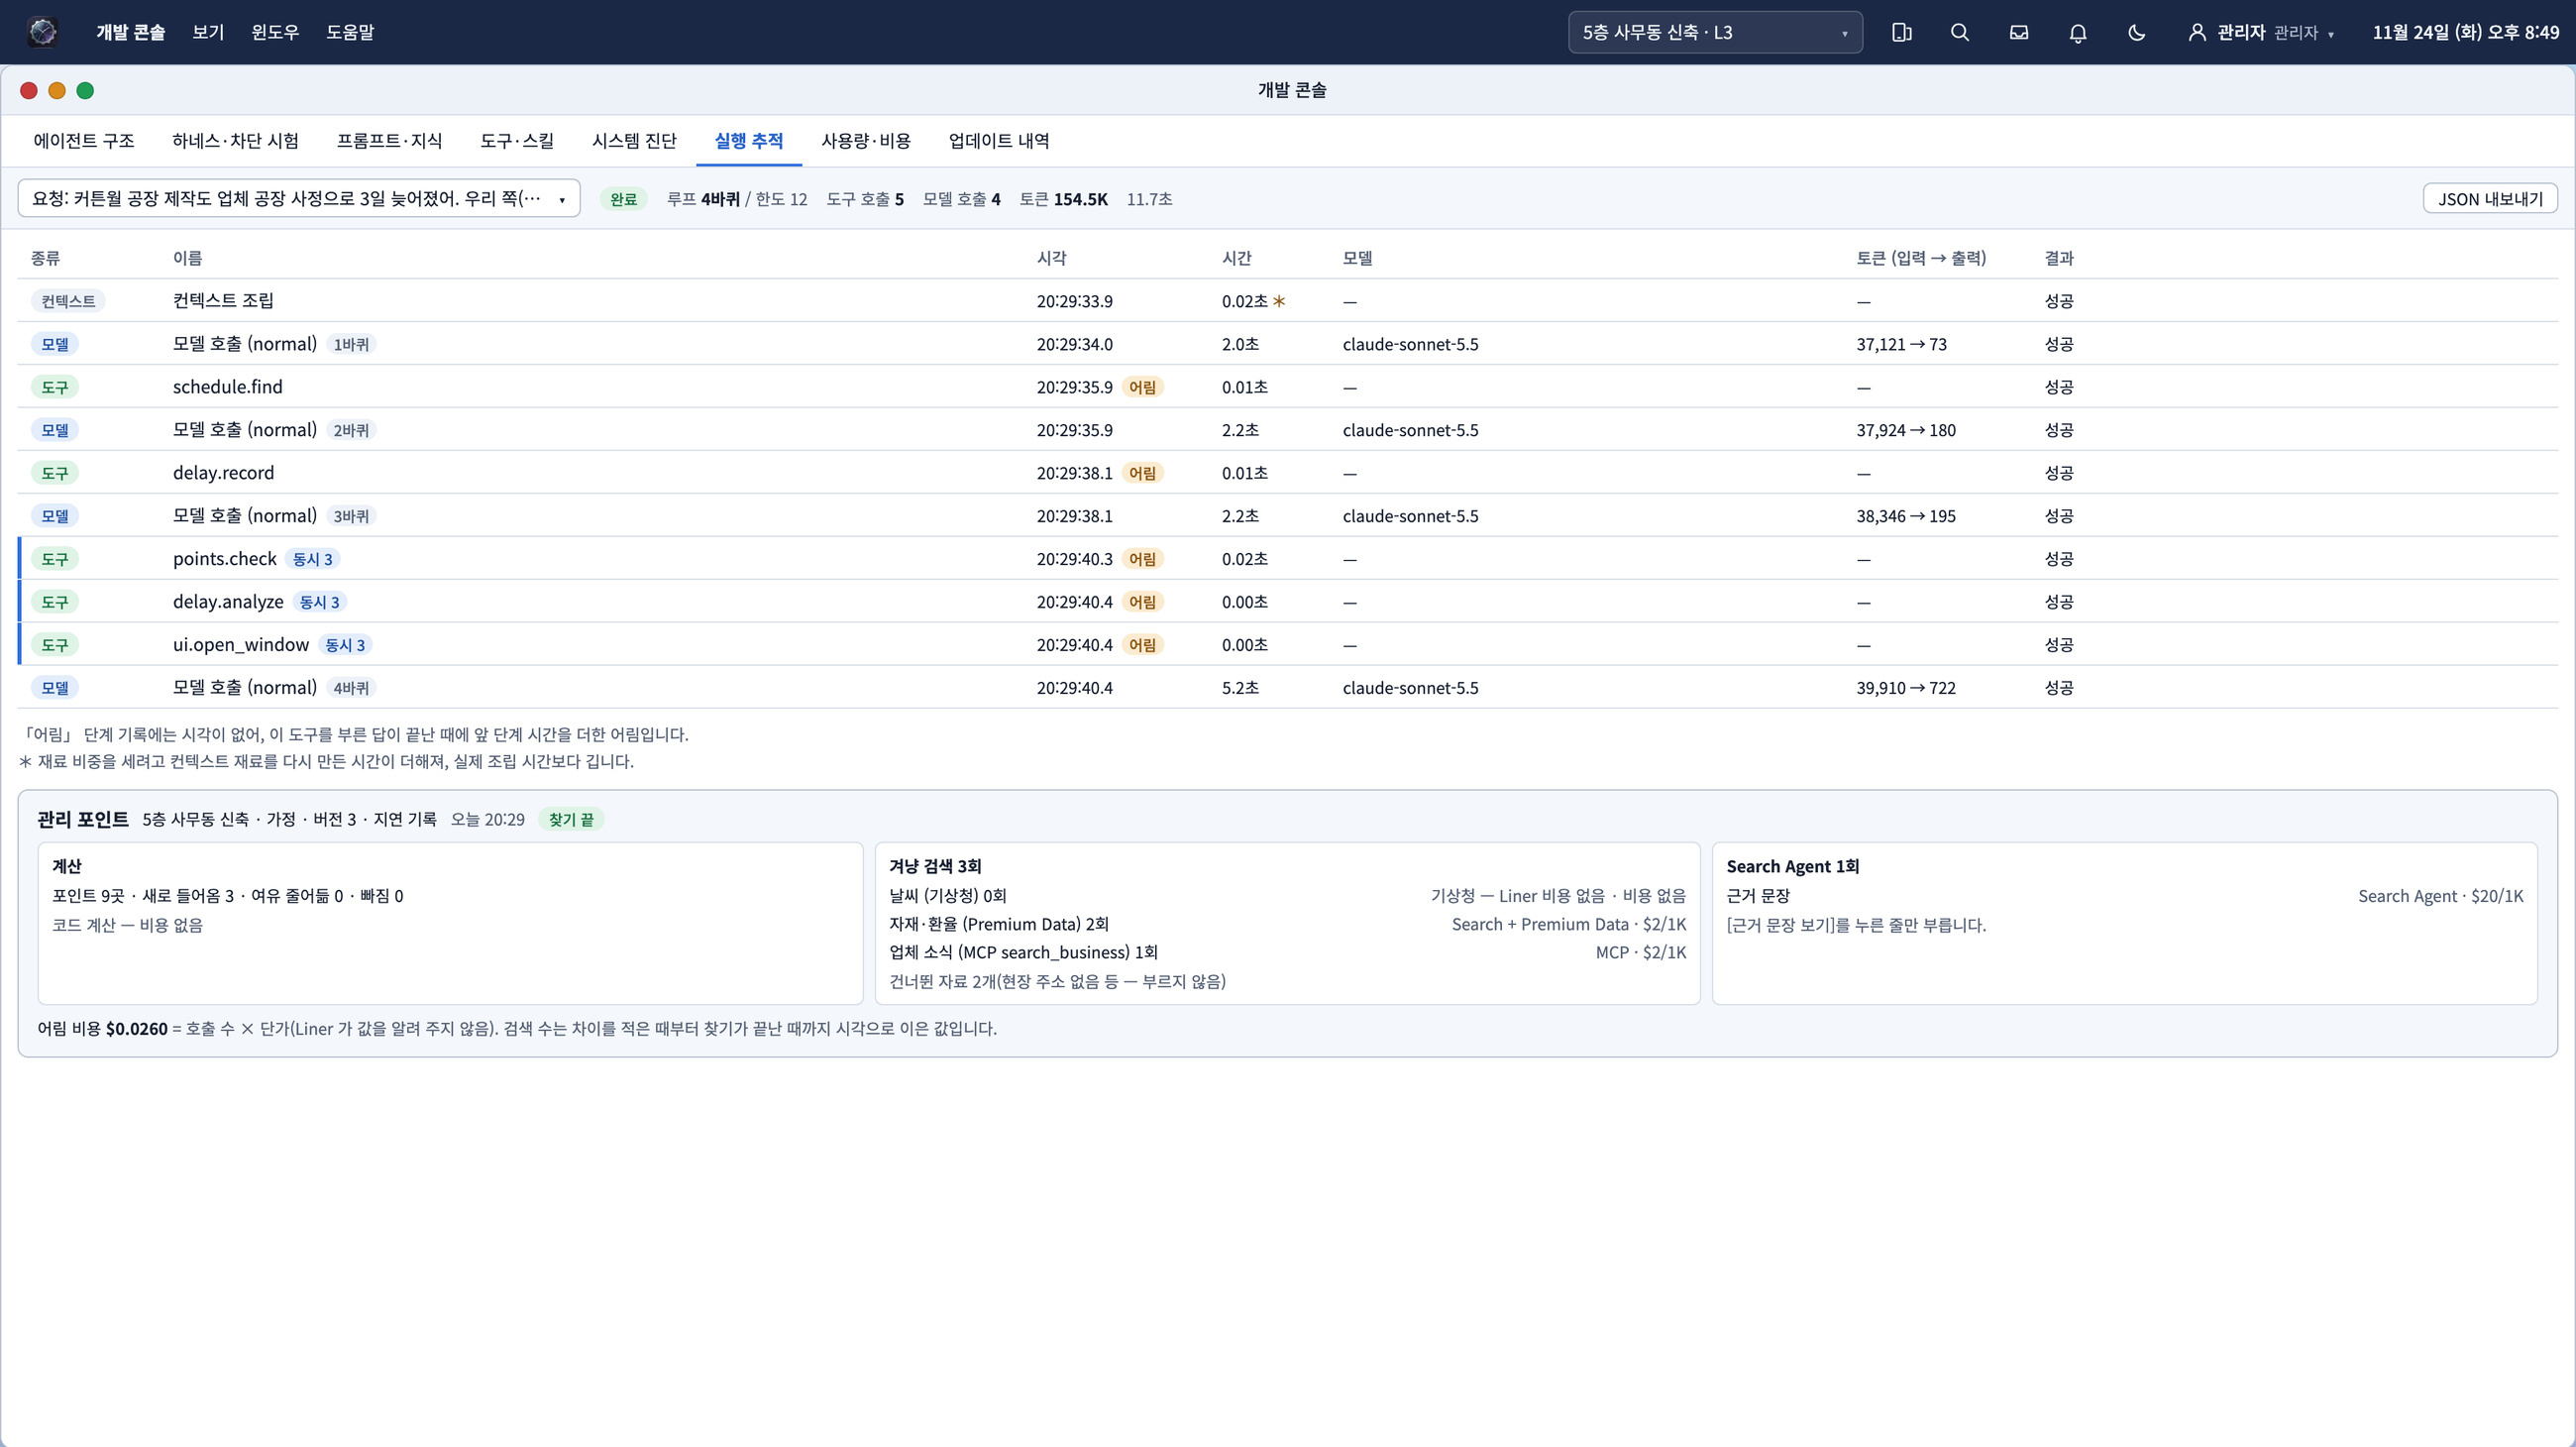 개발 콘솔 보기 윈도우 도움말 5층 사무동 신축 · L3 관리자 관리자 11월 24일 (화) 오후 8:49
개발 콘솔
에이전트 구조 하네스·차단 시험 프롬프트·지식 도구·스킬 시스템 진단 실행 추적 사용량·비용 업데이트 내역
요청: 커튼월 공장 제작도 업체 공장 사정으로 3일 늦어졌어. 우리 쪽(… 완료 루프 4바퀴 / 한도 12 도구 호출 5 모델 호출 4 토큰 154.5K 11.7초 JSON 내보내기
종류 이름 시각 시간 모델 토큰 (입력 → 출력) 결과
컨텍스트 컨텍스트 조립 20:29:33.9 0.02초 * — — 성공
모델 모델 호출 (normal) 1바퀴 20:29:34.0 2.0초 claude-sonnet-5.5 37,121 → 73 성공
도구 schedule.find 20:29:35.9 어림 0.01초 — — 성공
모델 모델 호출 (normal) 2바퀴 20:29:35.9 2.2초 claude-sonnet-5.5 37,924 → 180 성공
도구 delay.record 20:29:38.1 어림 0.01초 — — 성공
모델 모델 호출 (normal) 3바퀴 20:29:38.1 2.2초 claude-sonnet-5.5 38,346 → 195 성공
도구 points.check 동시 3 20:29:40.3 어림 0.02초 — — 성공
도구 delay.analyze 동시 3 20:29:40.4 어림 0.00초 — — 성공
도구 ui.open_window 동시 3 20:29:40.4 어림 0.00초 — — 성공
모델 모델 호출 (normal) 4바퀴 20:29:40.4 5.2초 claude-sonnet-5.5 39,910 → 722 성공
「어림」 단계 기록에는 시각이 없어, 이 도구를 부른 답이 끝난 때에 앞 단계 시간을 더한 어림입니다.
* 재료 비중을 세려고 컨텍스트 재료를 다시 만든 시간이 더해져, 실제 조립 시간보다 깁니다.
관리 포인트 5층 사무동 신축 · 가정 · 버전 3 · 지연 기록 오늘 20:29 찾기 끝
계산
포인트 9곳 · 새로 들어옴 3 · 여유 줄어듦 0 · 빠짐 0
코드 계산 — 비용 없음
겨냥 검색 3회
날씨 (기상청) 0회 기상청 — Liner 비용 없음 · 비용 없음
자재·환율 (Premium Data) 2회 Search + Premium Data · $2/1K
업체 소식 (MCP search_business) 1회 MCP · $2/1K
건너뛴 자료 2개(현장 주소 없음 등 — 부르지 않음)
Search Agent 1회
근거 문장 Search Agent · $20/1K
[근거 문장 보기]를 누른 줄만 부릅니다.
어림 비용 $0.0260 = 호출 수 × 단가(Liner 가 값을 알려 주지 않음). 검색 수는 차이를 적은 때부터 찾기가 끝난 때까지 시각으로 이은 값입니다.